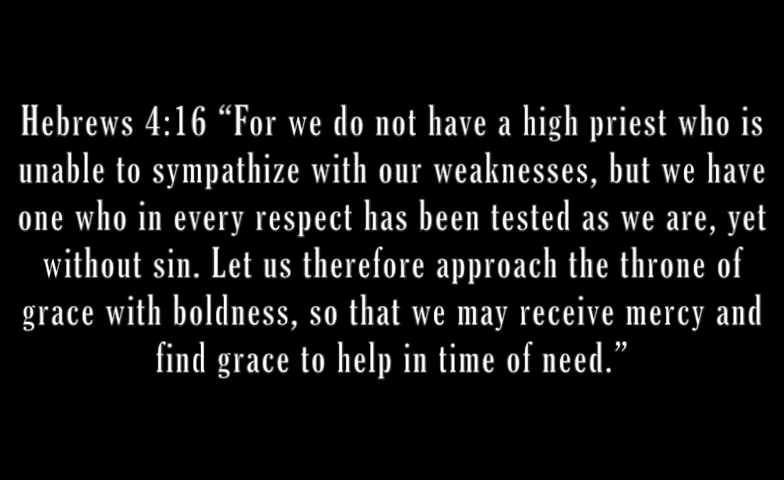 Hebrews 4:16 “For we do not have a high priest who is
unable to sympathize with our weaknesses, but we have
one who in every respect has been tested as we are, yet
without sin. Let us therefore approach the throne of
grace with boldness, so that we may receive mercy and
find grace to help in time of need.”